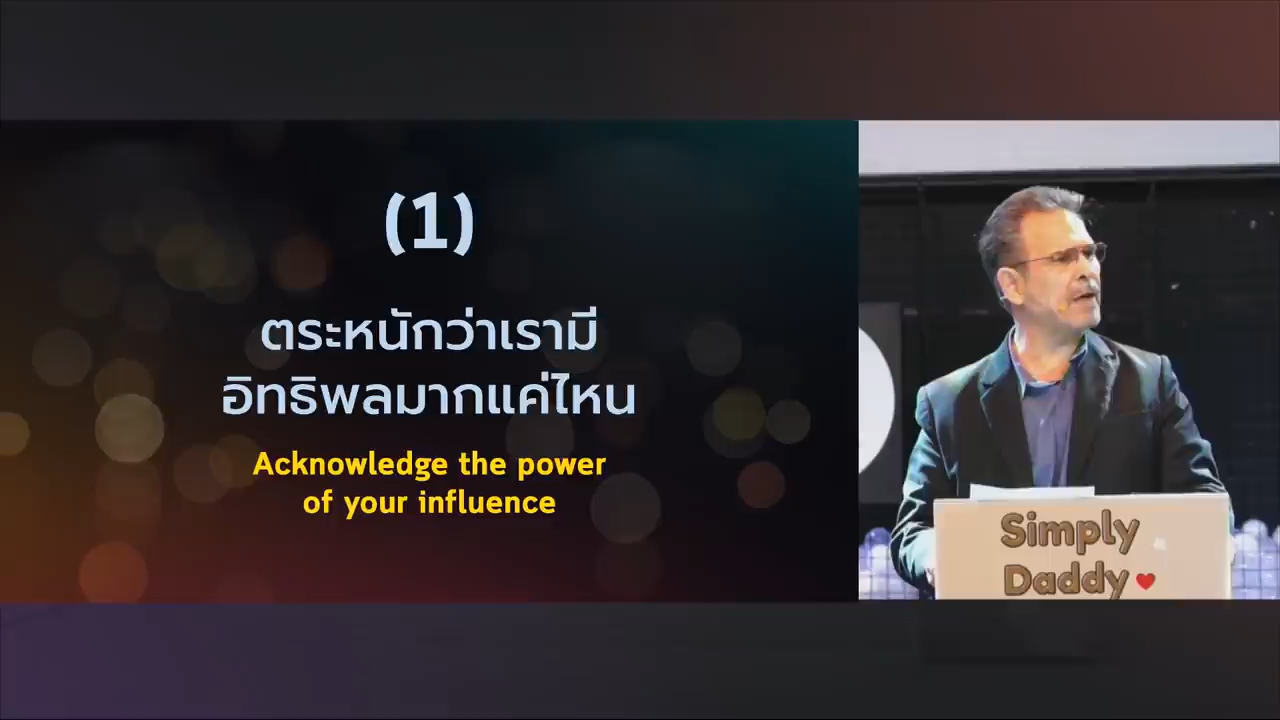 (1)
ตระหนักว่าเรามี
อิทธิพลมากแค่ไหน
Acknowledge the power
of your influence
Simply
Daddy